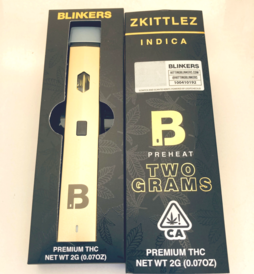 BLINKERS
B
PREMIUM THC
NET WT 2G (0.07OZ)
ZKITTLEZ
INDICA
BLINKERS
B
PREHEAT
TWO
GRAMS
CA
PREMIUM THC
NET WT 2G (0.07OZ)